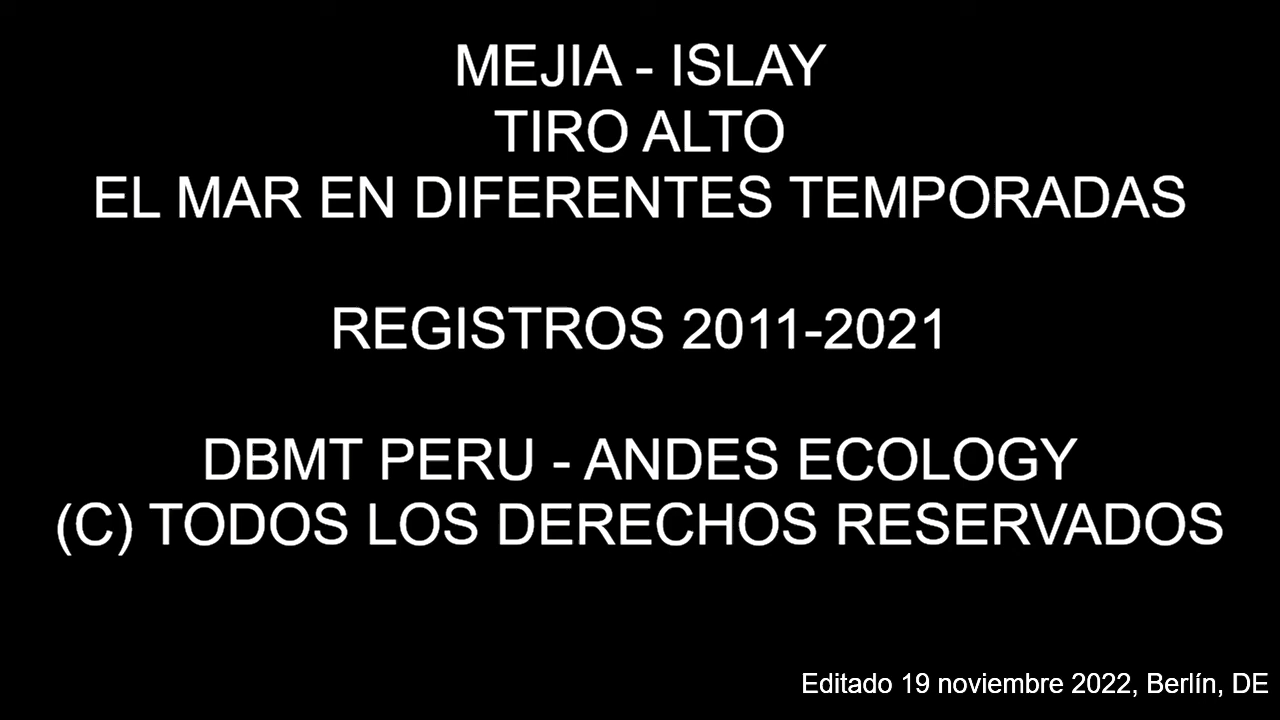 MEJIA - ISLAY
TIRO ALTO
EL MAR EN DIFERENTES TEMPORADAS
REGISTROS 2011-2021
DBMT PERU - ANDES ECOLOGY
(C) TODOS LOS DERECHOS RESERVADOS
Editado 19 noviembre 2022, Berlín, DE